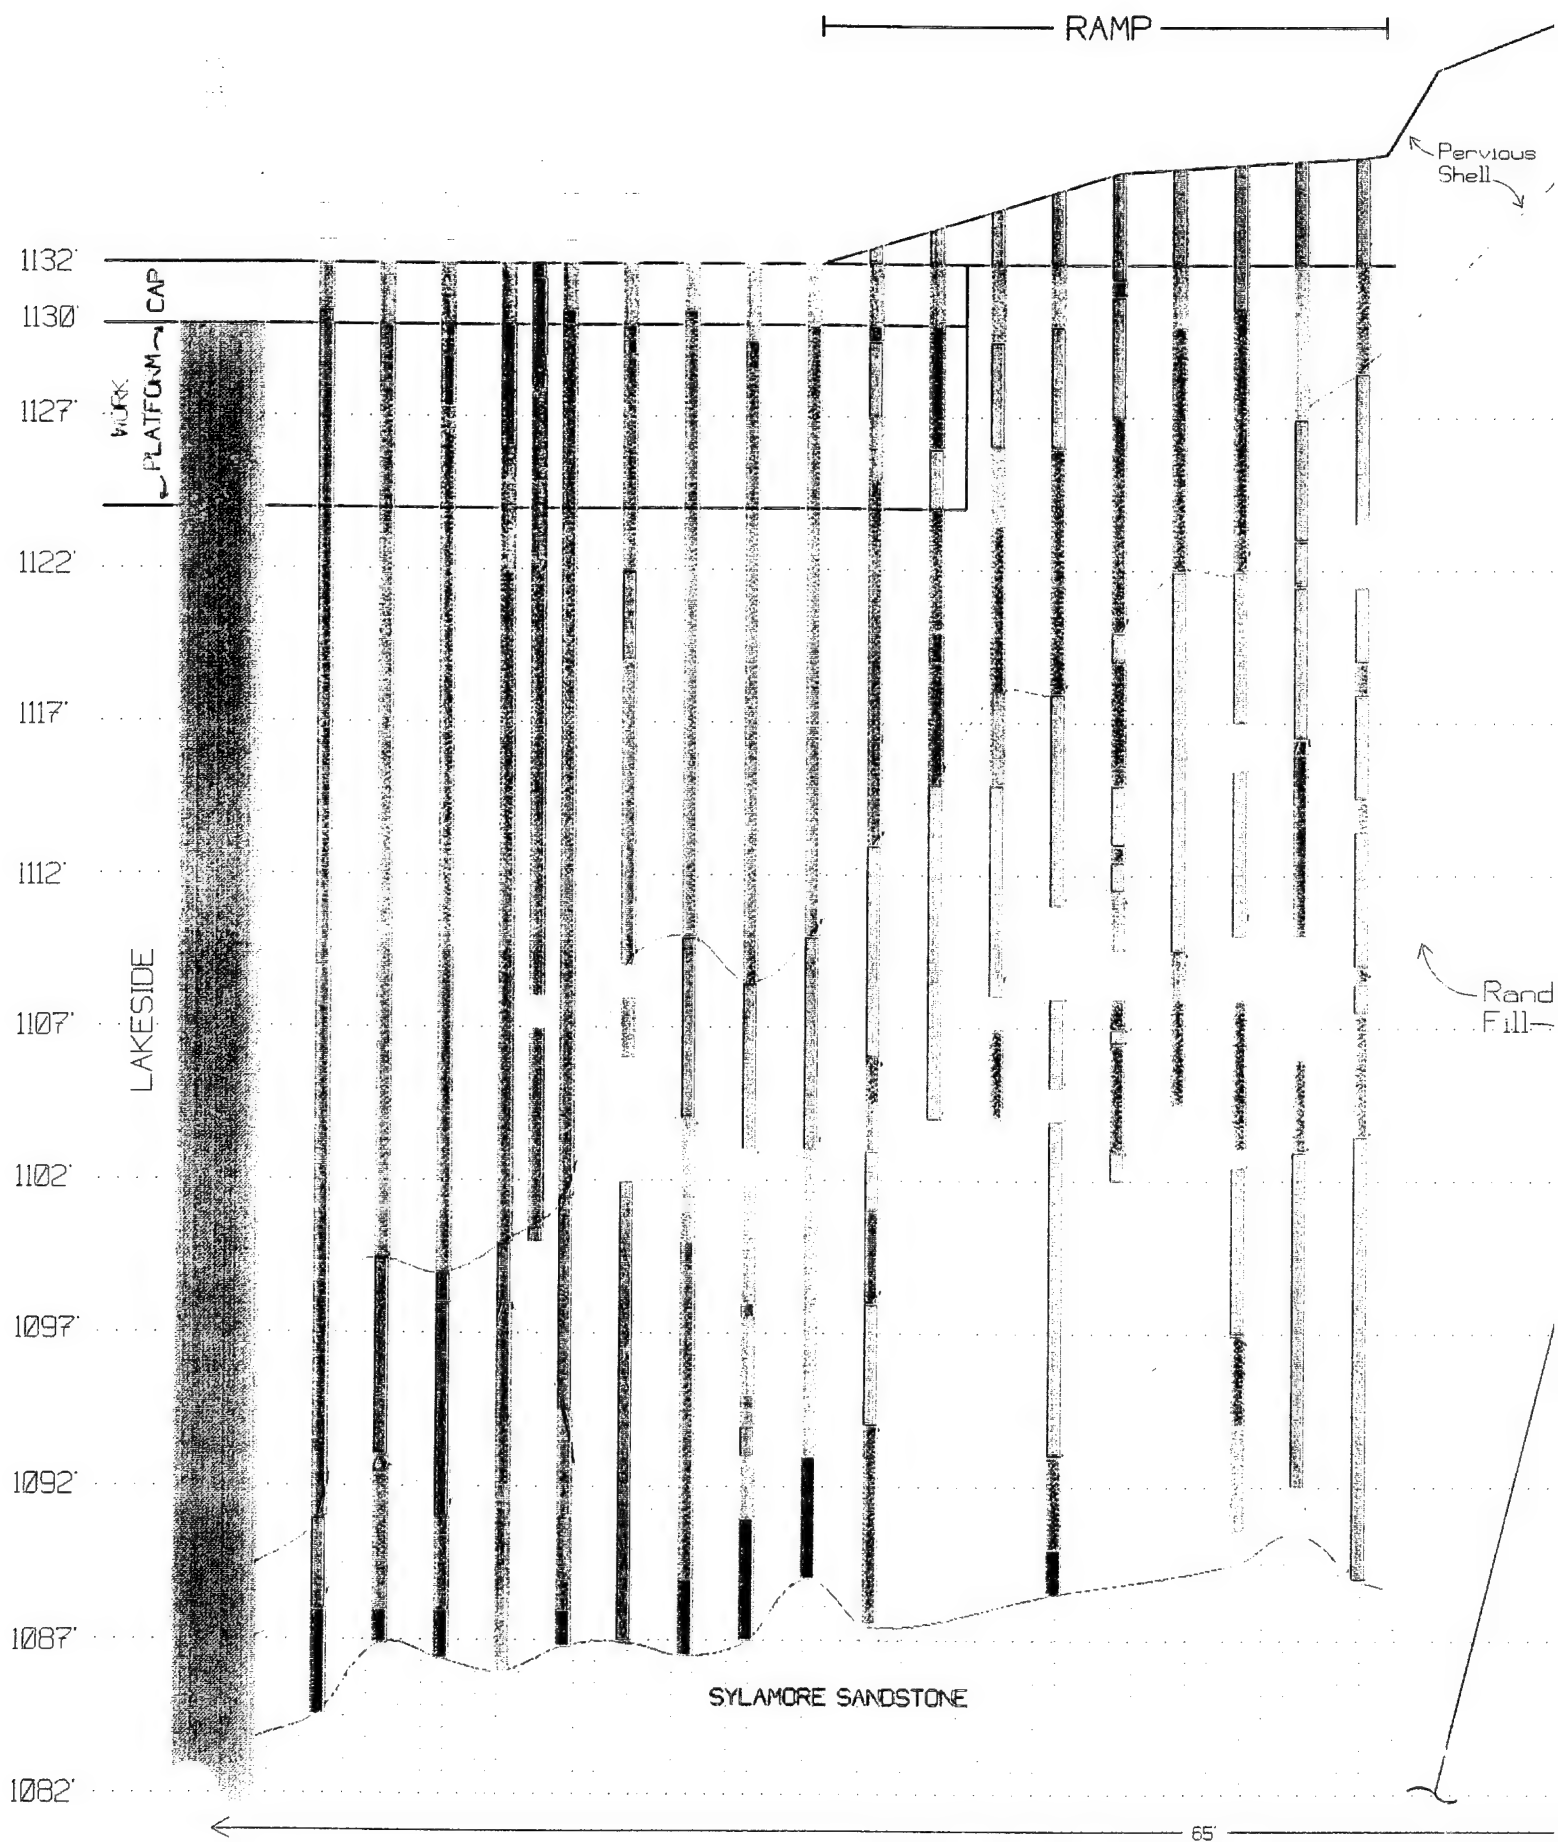 RAMP
Pervious
Shell
1132'
1130'
1127'
1122'
1117'
1112'
1107'
1102'
1097'
1092'
1087'
1082'
CAP
WORK
PLATFORM
LAKESIDE
Rand
Fill
SYLAMORE SANDSTONE
65'